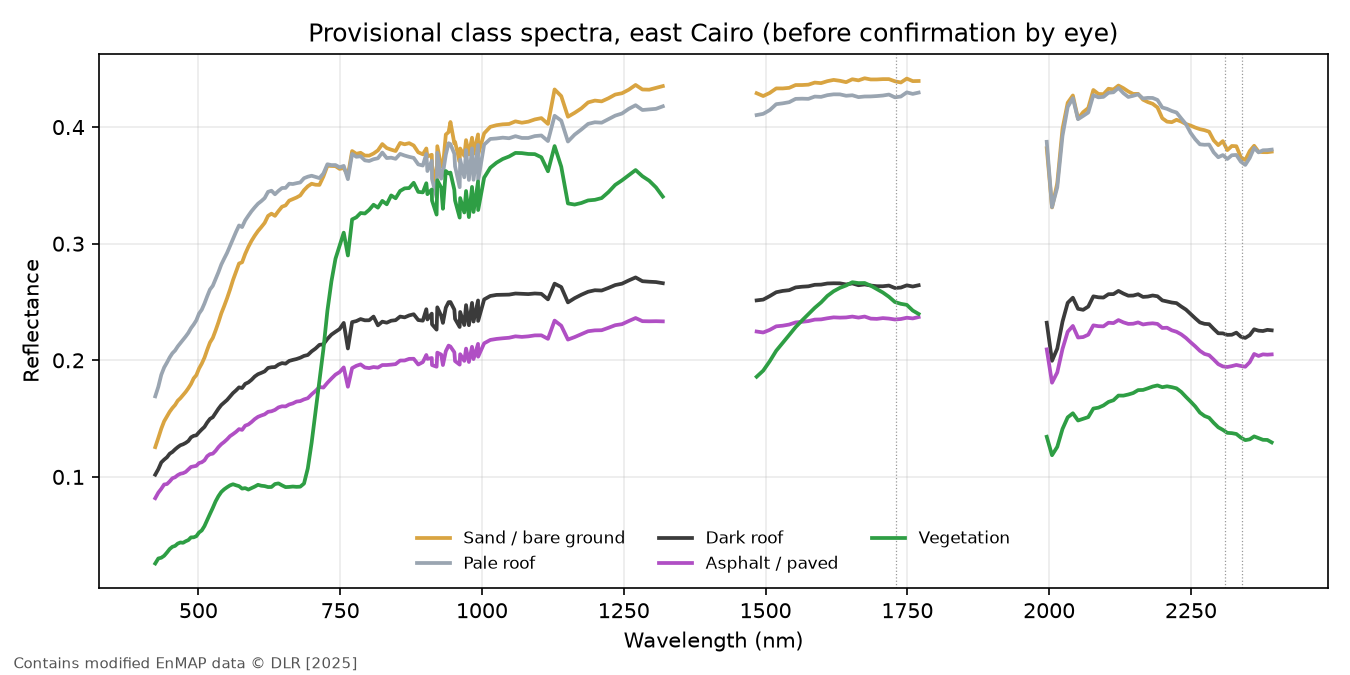 Provisional class spectra, east Cairo (before confirmation by eye)
Reflectance
0.4
0.3
0.2
0.1
Sand / bare ground
Pale roof
Dark roof
Asphalt / paved
Vegetation
500 750 1000 1250 1500 1750 2000 2250
Wavelength (nm)
Contains modified EnMAP data © DLR [2025]